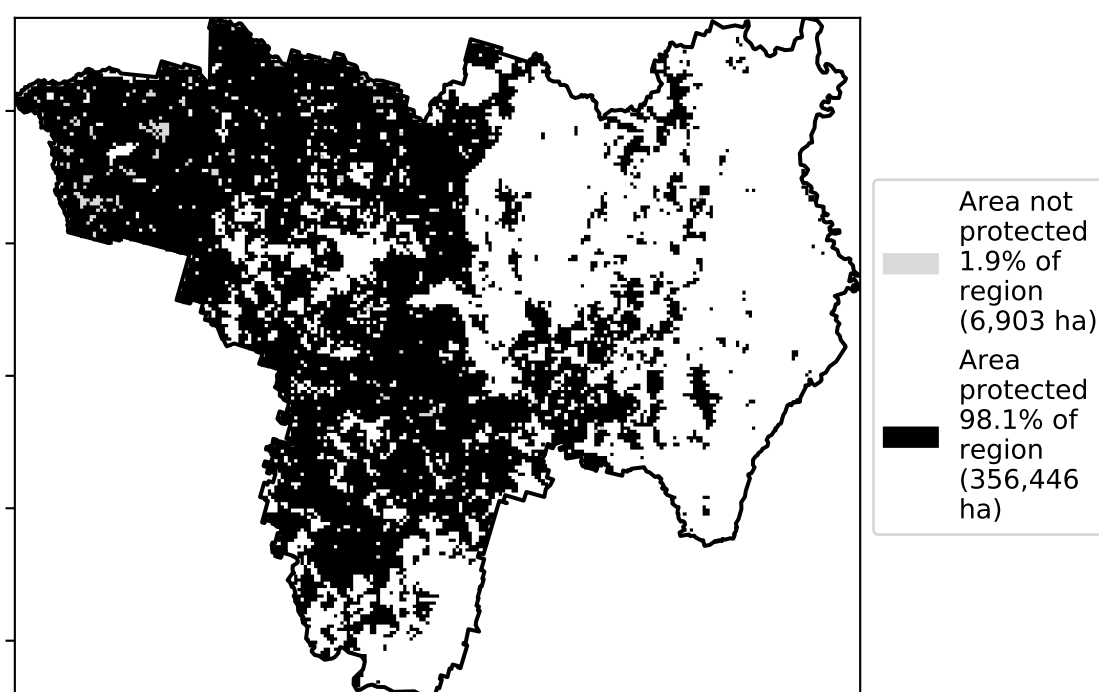 Area not
protected
1.9% of
region
(6,903 ha)
Area
protected
98.1% of
region
(356,446
ha)